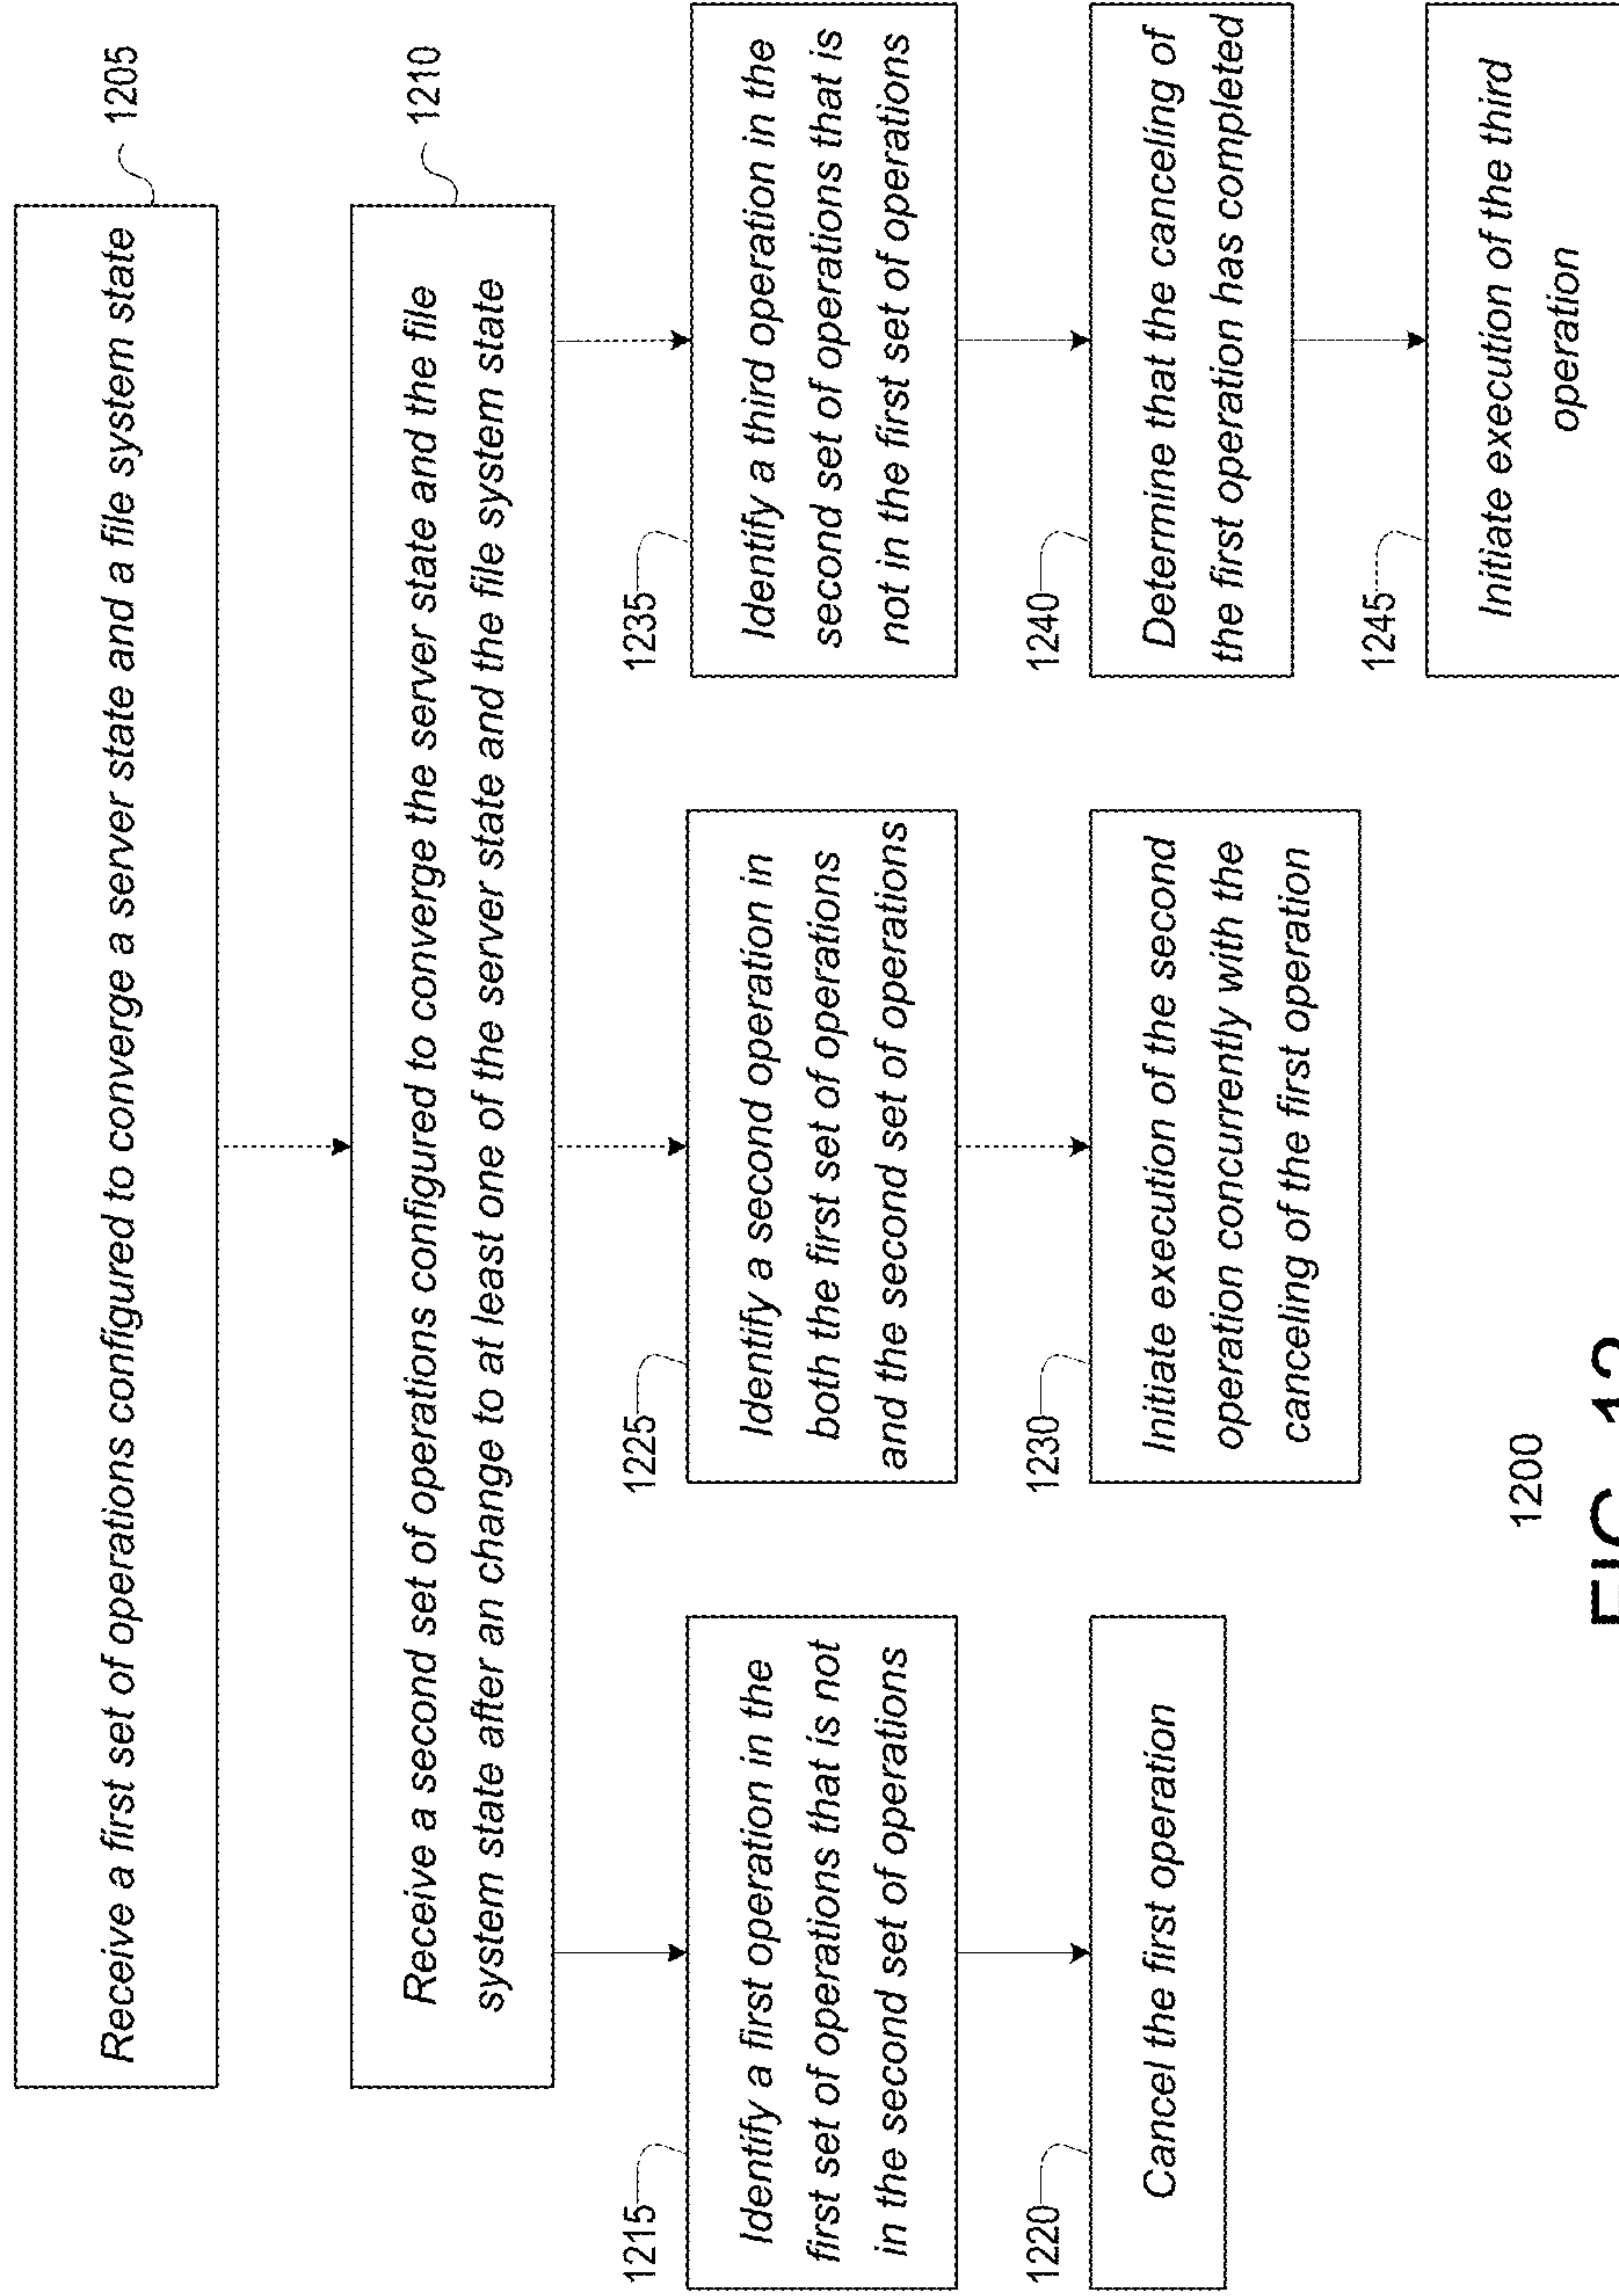 Receive a first set of operations configured to converge a server state and a file system state
1205
Receive a second set of operations configured to converge the server state and the file
system state after an change to at least one of the server state and the file system state
1210
1215
Identify a first operation in the
first set of operations that is not
in the second set of operations
1220
Cancel the first operation
1225
Identify a second operation in
both the first set of operations
and the second set of operations
1230
Initiate execution of the second
operation concurrently with the
canceling of the first operation
1235
Identify a third operation in the
second set of operations that is
not in the first set of operations
1240
Determine that the canceling of
the first operation has completed
1245
Initiate execution of the third
operation
1200
FIG. 12